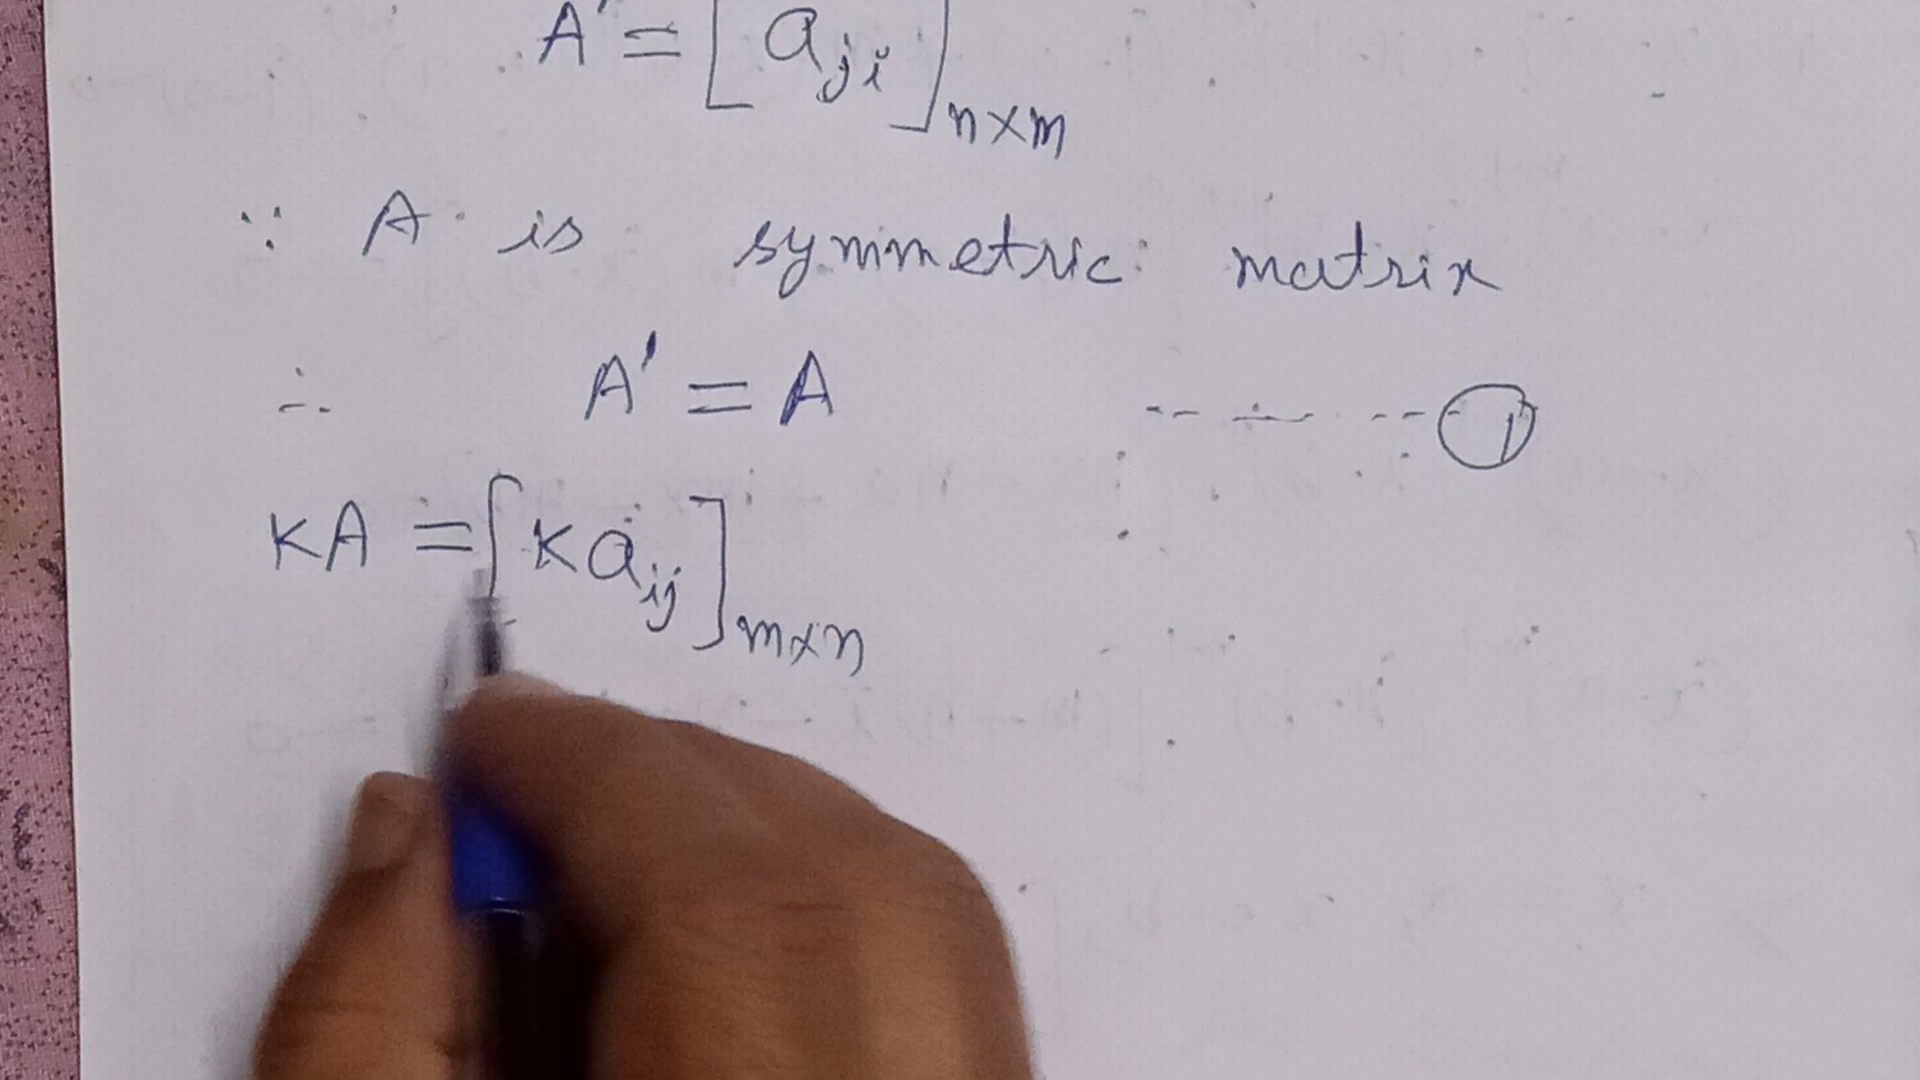 A' = [aji]n×m
∵ A is symmetric matrix
∴ A' = A ------- ①
KA = [Kaij]m×n